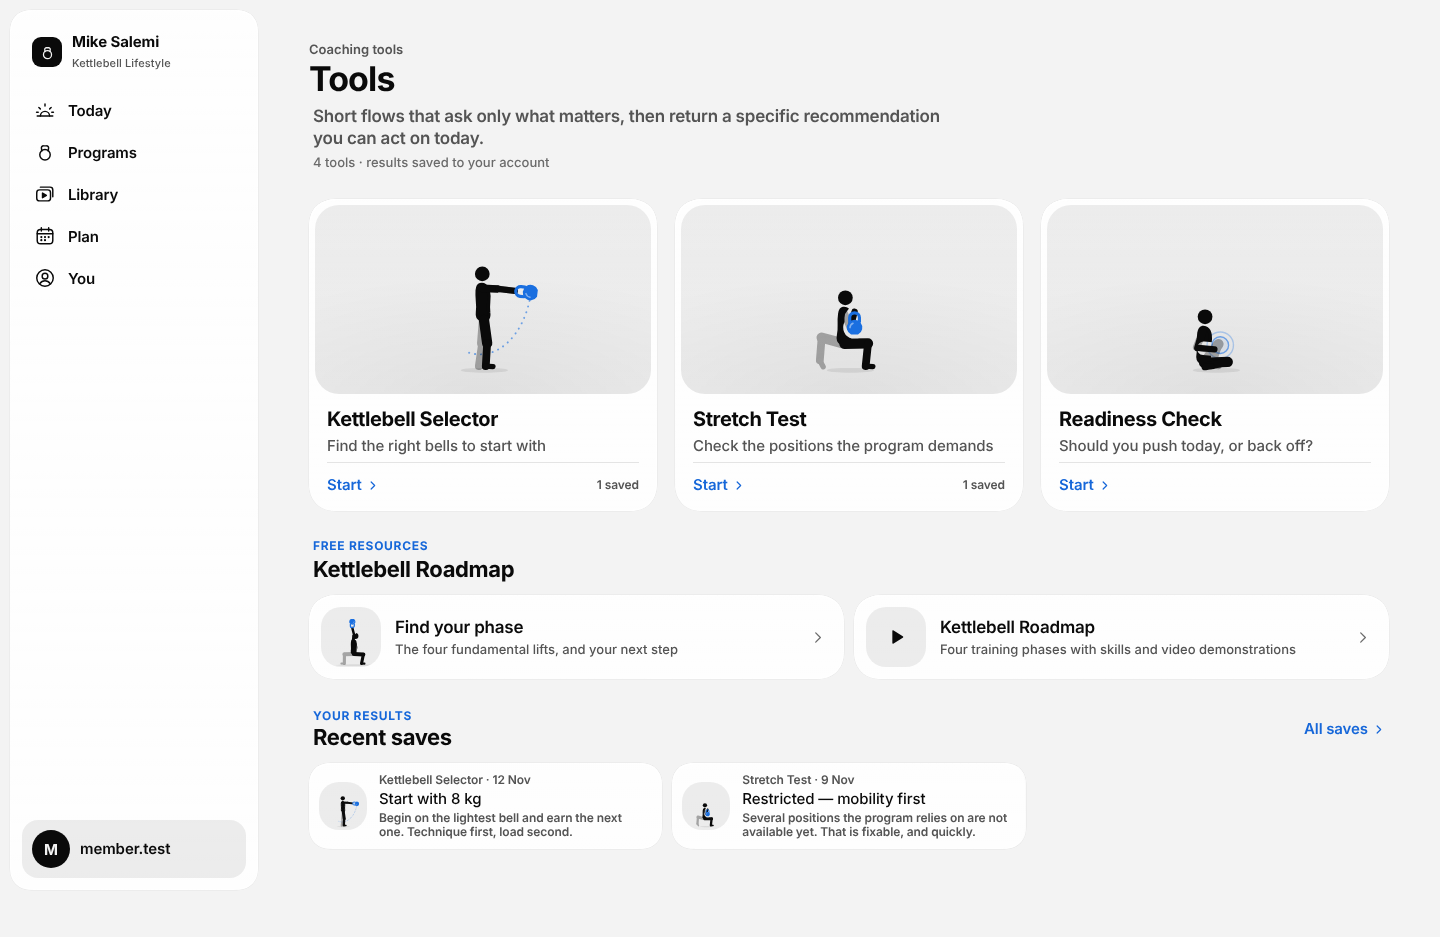 Mike Salemi
Kettlebell Lifestyle
Today
Programs
Library
Plan
You
M
member.test
Coaching tools
Tools
Short flows that ask only what matters, then return a specific recommendation
you can act on today.
4 tools · results saved to your account
Kettlebell Selector
Find the right bells to start with
Start
1 saved
Stretch Test
Check the positions the program demands
Start
1 saved
Readiness Check
Should you push today, or back off?
Start
FREE RESOURCES
Kettlebell Roadmap
Find your phase
The four fundamental lifts, and your next step
Kettlebell Roadmap
Four training phases with skills and video demonstrations
YOUR RESULTS
Recent saves
All saves
Kettlebell Selector · 12 Nov
Start with 8 kg
Begin on the lightest bell and earn the next
one. Technique first, load second.
Stretch Test · 9 Nov
Restricted — mobility first
Several positions the program relies on are not
available yet. That is fixable, and quickly.